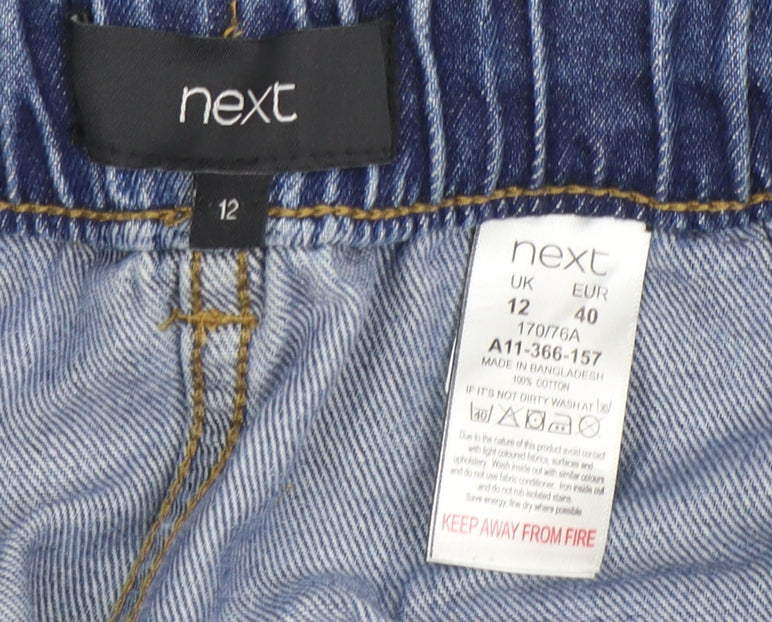 next
12
next
UK EUR
12 40
170/76A
A11-366-157
MADE IN BANGLADESH
100% COTTON
IF IT'S NOT DIRTY WASH AT 30
40
Due to the nature of this product avoid contact
with light coloured fabrics, surfaces and
upholstery. Wash inside out with similar colours
and do not use fabric conditioner. Iron inside out
and do not rub isolated stains.
Save energy, line dry where possible
KEEP AWAY FROM FIRE